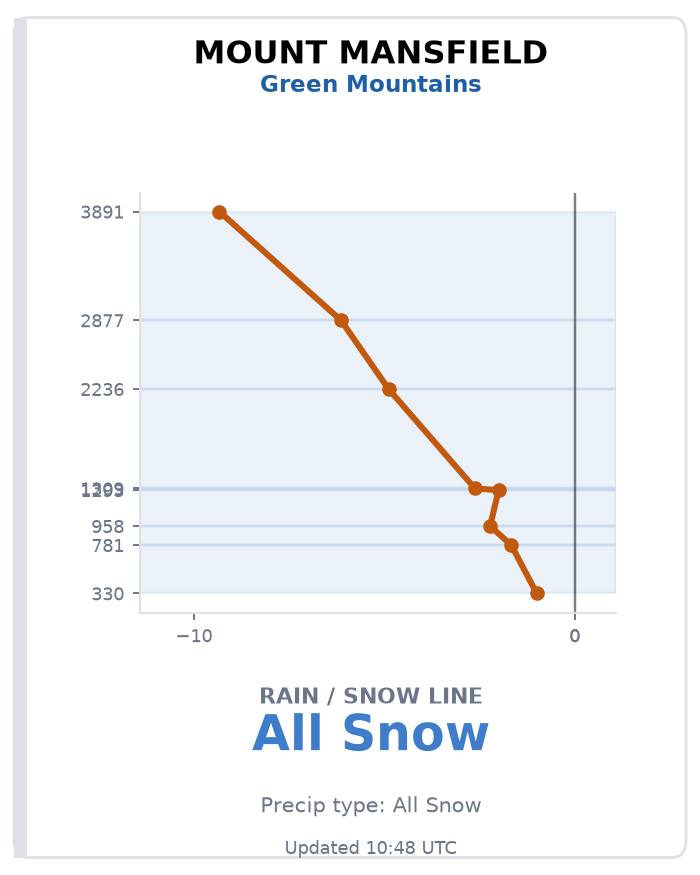 MOUNT MANSFIELD
Green Mountains
3891
2877
2236
958
781
330
−10
0
RAIN / SNOW LINE
All Snow
Precip type: All Snow
Updated 10:48 UTC